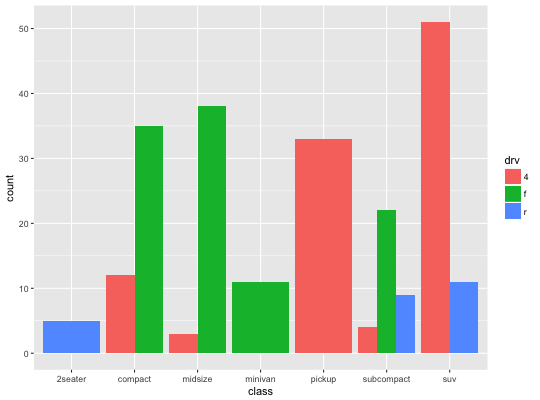 50
40
30
20
10
0
count
2seater compact midsize minivan pickup subcompact suv
class
drv
4
f
r